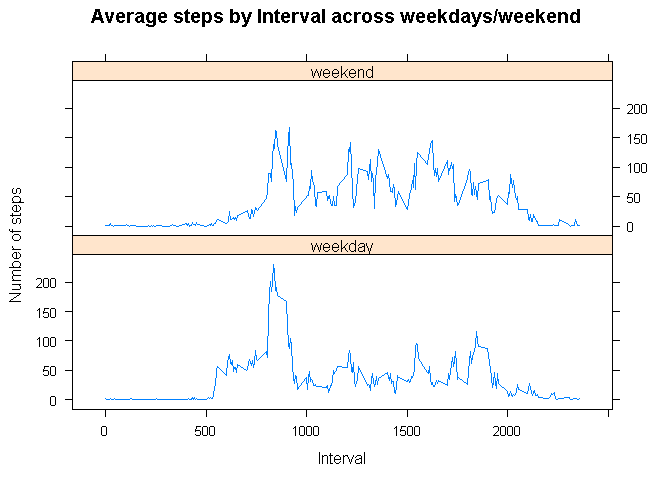 Average steps by Interval across weekdays/weekend
weekend
200
150
100
50
0
Number of steps
weekday
200
150
100
50
0
0 500 1000 1500 2000
Interval